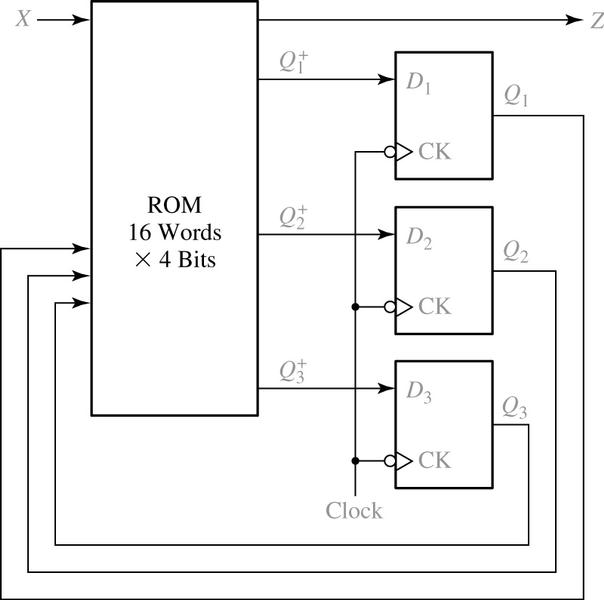 X
Z
Q₁⁺
D₁
Q₁
CK
ROM
16 Words
× 4 Bits
Q₂⁺
D₂
Q₂
CK
Q₃⁺
D₃
Q₃
CK
Clock